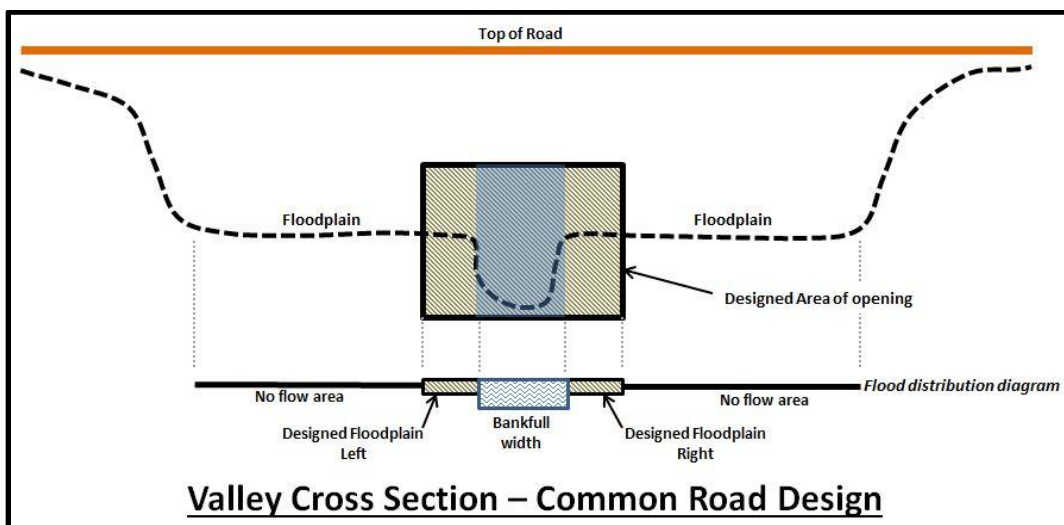 Top of Road
Floodplain
Floodplain
Designed Area of opening
No flow area
No flow area
Flood distribution diagram
Designed Floodplain
Left
Bankfull
width
Designed Floodplain
Right
Valley Cross Section – Common Road Design